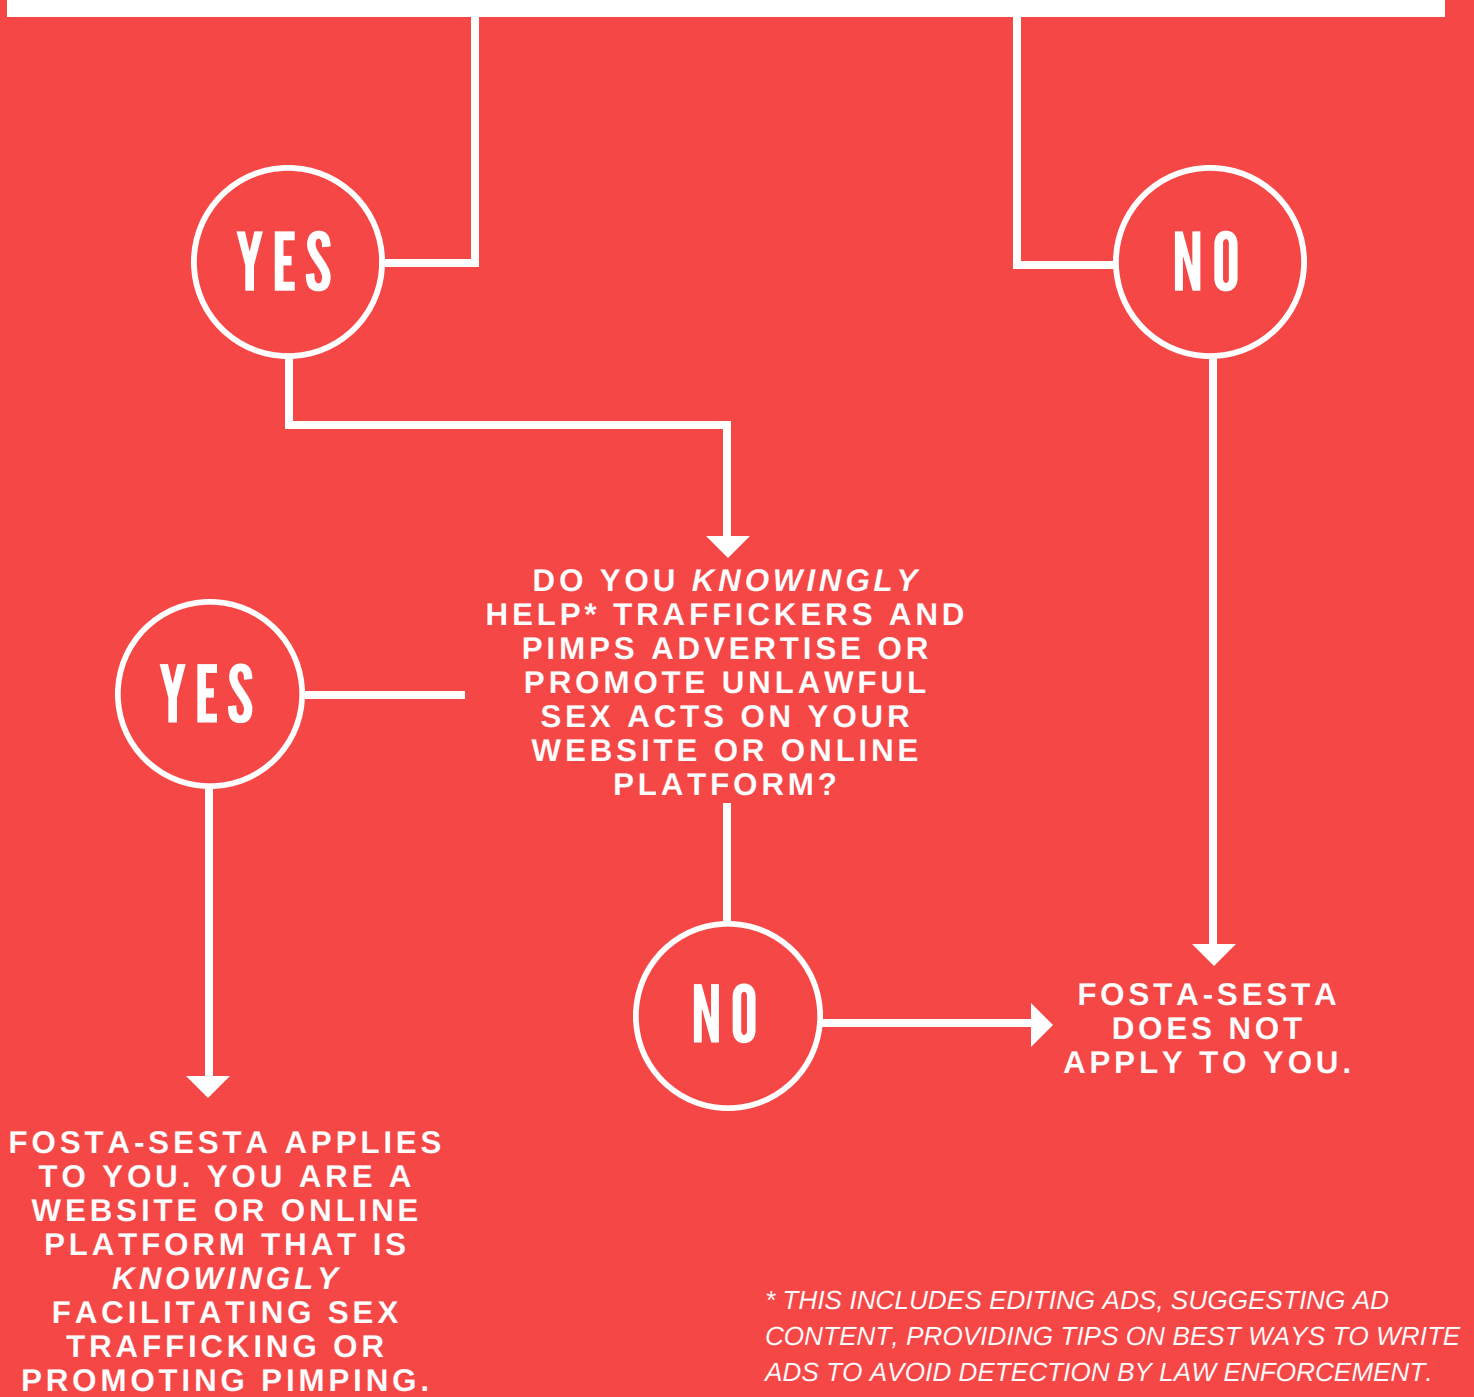 YES
NO
DO YOU KNOWINGLY
HELP* TRAFFICKERS AND
PIMPS ADVERTISE OR
PROMOTE UNLAWFUL
SEX ACTS ON YOUR
WEBSITE OR ONLINE
PLATFORM?
YES
NO
FOSTA-SESTA
DOES NOT
APPLY TO YOU.
FOSTA-SESTA APPLIES
TO YOU. YOU ARE A
WEBSITE OR ONLINE
PLATFORM THAT IS
KNOWINGLY
FACILITATING SEX
TRAFFICKING OR
PROMOTING PIMPING.
* THIS INCLUDES EDITING ADS, SUGGESTING AD
CONTENT, PROVIDING TIPS ON BEST WAYS TO WRITE
ADS TO AVOID DETECTION BY LAW ENFORCEMENT.